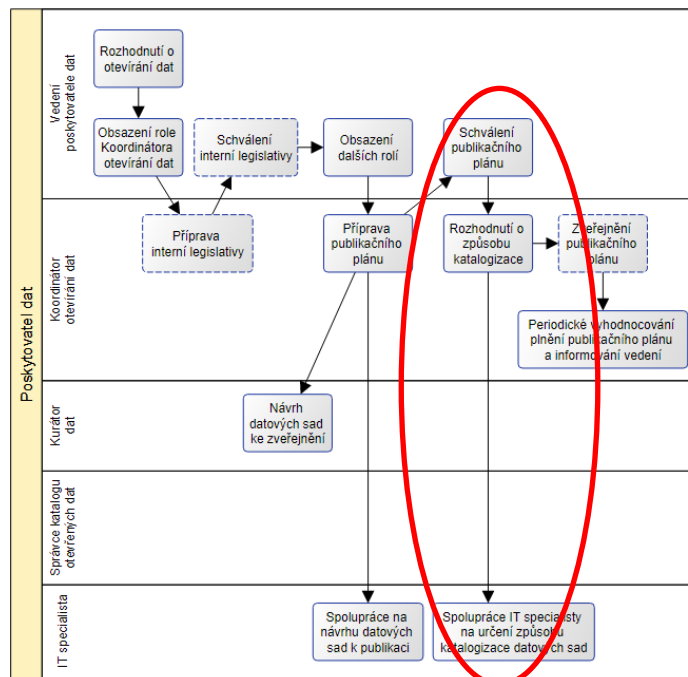 Poskytovatel dat
Vedení
poskytovatele dat
Rozhodnutí o
otevírání dat
Obsazení role
Koordinátora
otevírání dat
Schválení
interní legislativy
Obsazení
dalších rolí
Schválení
publikačního
plánu
Koordinátor
otevírání dat
Příprava
interní legislativy
Příprava
publikačního
plánu
Rozhodnutí o
způsobu
katalogizace
Zveřejnění
publikačního
plánu
Periodické vyhodnocování
plnění publikačního plánu
a informování vedení
Kurátor
dat
Návrh
datových sad
ke zveřejnění
Správce katalogu
otevřených dat
IT specialista
Spolupráce na
návrhu datových
sad k publikaci
Spolupráce IT specialisty
na určení způsobu
katalogizace datových sad